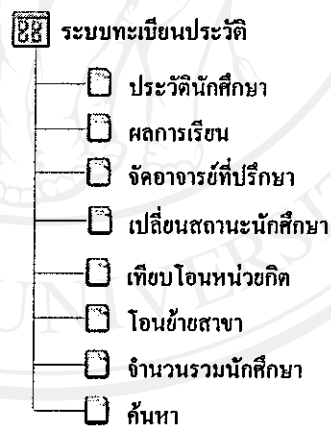 ระบบทะเบียนประวัติ
ประวัตินักศึกษา
ผลการเรียน
จัดอาจารย์ที่ปรึกษา
เปลี่ยนสถานะนักศึกษา
เทียบโอนหน่วยกิต
โอนย้ายสาขา
จำนวนรวมนักศึกษา
ค้นหา